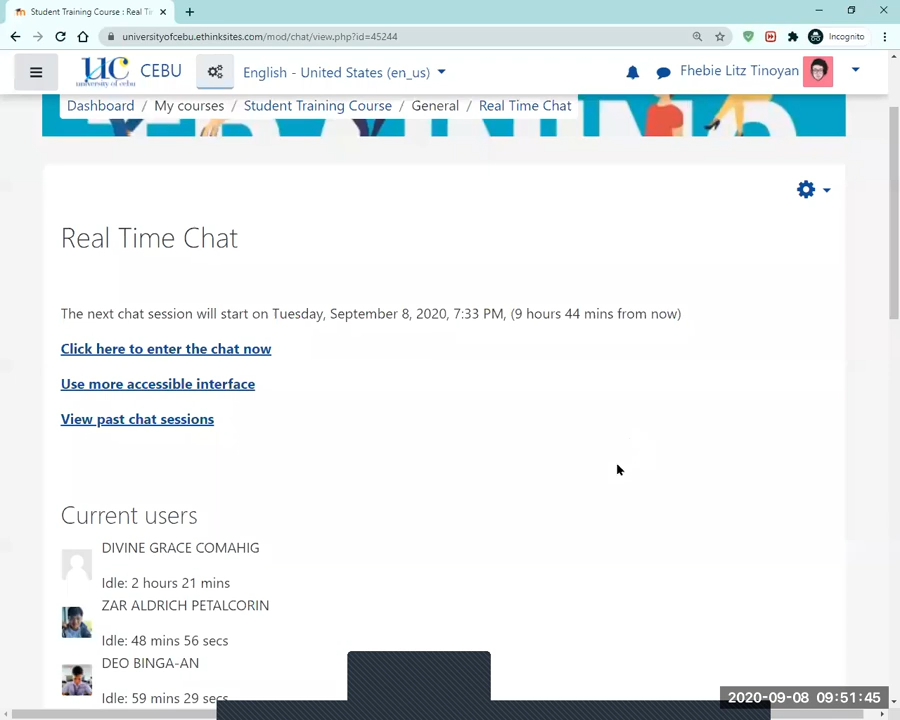 Student Training Course : Real Ti
universityofcebu.ethinksites.com/mod/chat/view.php?id=45244
Incognito
UC
university of cebu
CEBU
English - United States (en_us)
Fhebie Litz Tinoyan
Dashboard / My courses / Student Training Course / General / Real Time Chat
Real Time Chat
The next chat session will start on Tuesday, September 8, 2020, 7:33 PM, (9 hours 44 mins from now)
Click here to enter the chat now
Use more accessible interface
View past chat sessions
Current users
DIVINE GRACE COMAHIG
Idle: 2 hours 21 mins
ZAR ALDRICH PETALCORIN
Idle: 48 mins 56 secs
DEO BINGA-AN
Idle: 59 mins 29 secs
2020-09-08 09:51:45